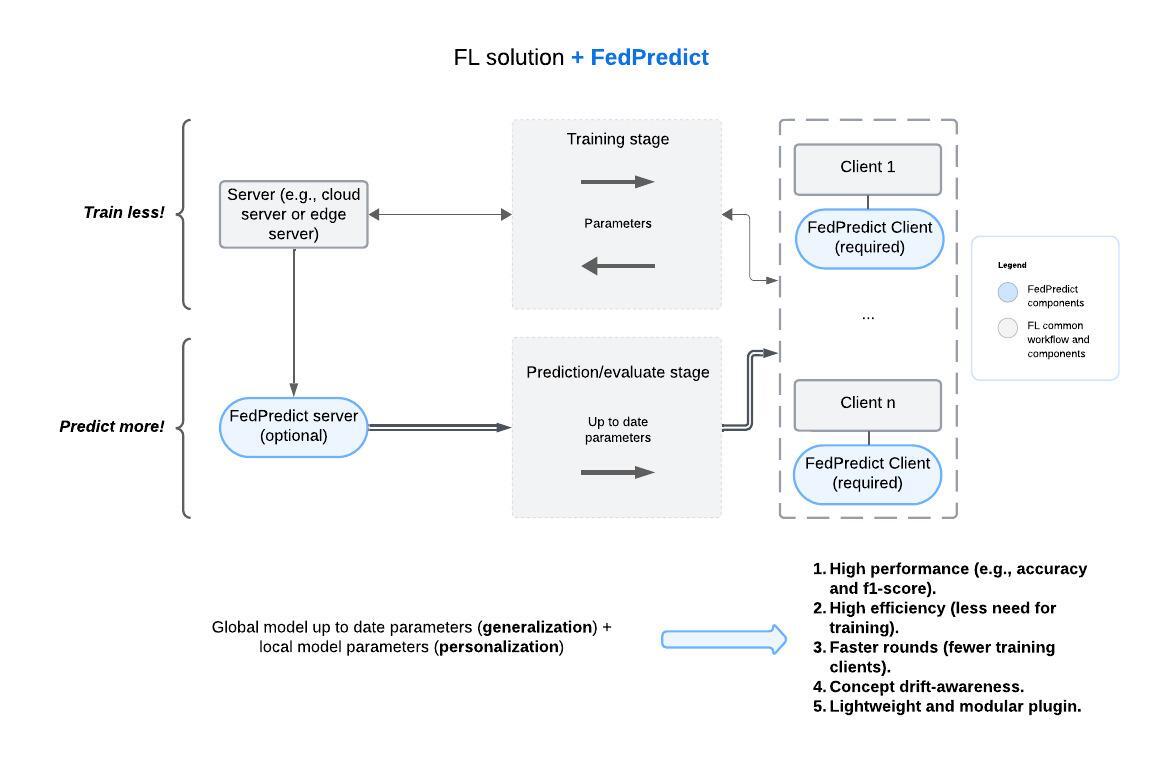 FL solution + FedPredict
Train less!
Server (e.g., cloud
server or edge
server)
Training stage
Parameters
Client 1
FedPredict Client
(required)
...
Legend
FedPredict
components
FL common
workflow and
components
Predict more!
FedPredict server
(optional)
Prediction/evaluate stage
Up to date
parameters
Client n
FedPredict Client
(required)
Global model up to date parameters (generalization) +
local model parameters (personalization)
1. High performance (e.g., accuracy
and f1-score).
2. High efficiency (less need for
training).
3. Faster rounds (fewer training
clients).
4. Concept drift-awareness.
5. Lightweight and modular plugin.